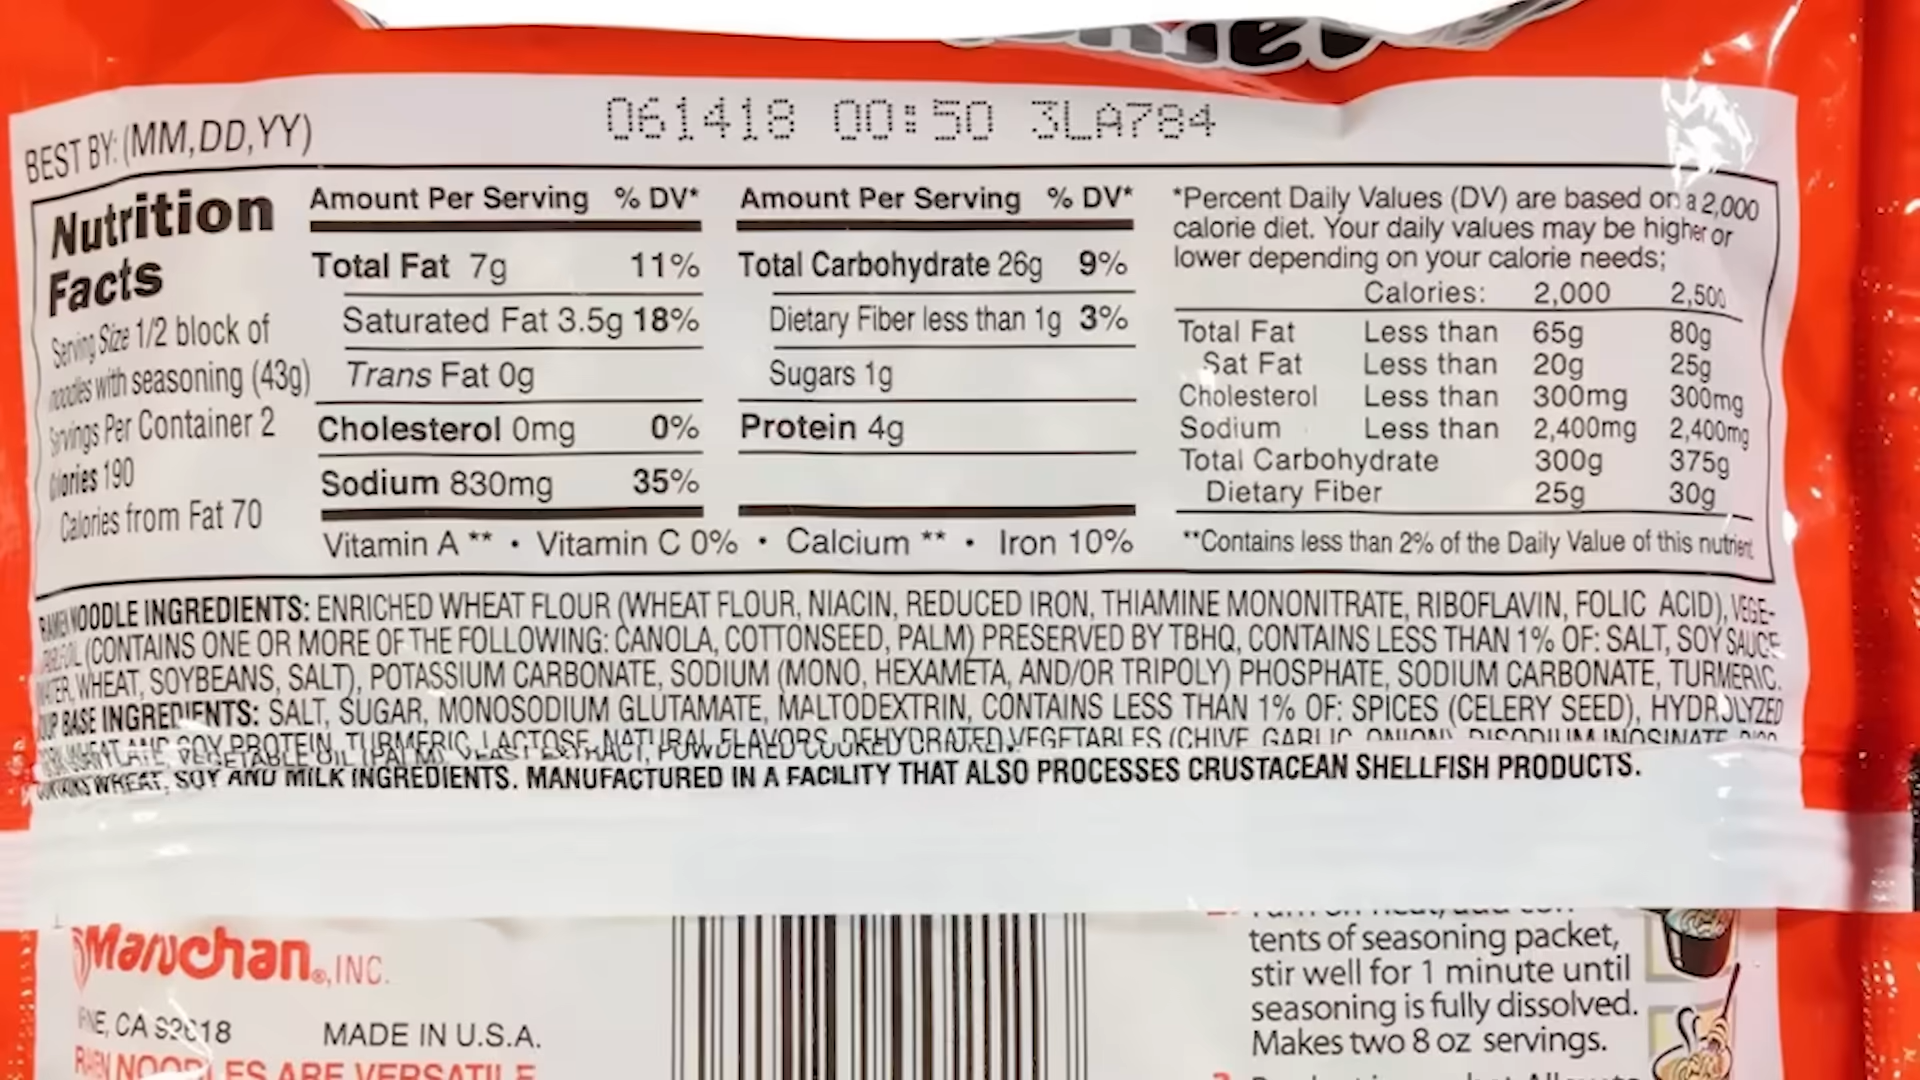 061418 00:50 3LA784
BEST BY: (MM,DD,YY)
Nutrition
Facts
Serving Size 1/2 block of
noodles with seasoning (43g)
Servings Per Container 2
Calories 190
Calories from Fat 70
Amount Per Serving % DV*
Total Fat 7g 11%
Saturated Fat 3.5g 18%
Trans Fat 0g
Cholesterol 0mg 0%
Sodium 830mg 35%
Amount Per Serving % DV*
Total Carbohydrate 26g 9%
Dietary Fiber less than 1g 3%
Sugars 1g
Protein 4g
Vitamin A ** • Vitamin C 0% • Calcium ** • Iron 10%
*Percent Daily Values (DV) are based on a 2,000
calorie diet. Your daily values may be higher or
lower depending on your calorie needs;
Calories: 2,000 2,500
Total Fat Less than 65g 80g
Sat Fat Less than 20g 25g
Cholesterol Less than 300mg 300mg
Sodium Less than 2,400mg 2,400mg
Total Carbohydrate 300g 375g
Dietary Fiber 25g 30g
**Contains less than 2% of the Daily Value of this nutrient
RAMEN NOODLE INGREDIENTS: ENRICHED WHEAT FLOUR (WHEAT FLOUR, NIACIN, REDUCED IRON, THIAMINE MONONITRATE, RIBOFLAVIN, FOLIC ACID), VEGE-
TABLE OIL (CONTAINS ONE OR MORE OF THE FOLLOWING: CANOLA, COTTONSEED, PALM) PRESERVED BY TBHQ, CONTAINS LESS THAN 1% OF: SALT, SOY SAUCE
(WATER, WHEAT, SOYBEANS, SALT), POTASSIUM CARBONATE, SODIUM (MONO, HEXAMETA, AND/OR TRIPOLY) PHOSPHATE, SODIUM CARBONATE, TURMERIC.
SOUP BASE INGREDIENTS: SALT, SUGAR, MONOSODIUM GLUTAMATE, MALTODEXTRIN, CONTAINS LESS THAN 1% OF: SPICES (CELERY SEED), HYDROLYZED
WHEAT AND SOY PROTEIN, TURMERIC, LACTOSE, NATURAL FLAVORS, DEHYDRATED VEGETABLES (CHIVE, GARLIC, ONION), DISODIUM INOSINATE,
VEGETABLE OIL (PALM), YEAST EXTRACT, POWDERED COOKED
CONTAINS WHEAT, SOY AND MILK INGREDIENTS. MANUFACTURED IN A FACILITY THAT ALSO PROCESSES CRUSTACEAN SHELLFISH PRODUCTS.
Maruchan®, INC.
CA 92618 MADE IN U.S.A.
RAMEN NOODLES ARE VERSATILE
tents of seasoning packet,
stir well for 1 minute until
seasoning is fully dissolved.
Makes two 8 oz servings.